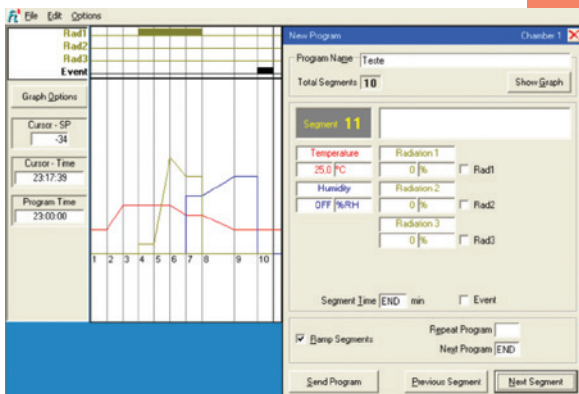 File Edit Options
Rad1
Rad2
Rad3
Event
Graph Options
Cursor - SP
-34
Cursor - Time
23:17:39
Program Time
23:00:00
1 2 3 4 5 6 7 8 9 10
New Program Chamber 1
Program Name Teste
Total Segments 10 Show Graph
Segment 11
Temperature Radiation 1
25,0 °C 0 % Rad1
Humidity Radiation 2
OFF %RH 0 % Rad2
Radiation 3
0 % Rad3
Segment Time END min Event
Ramp Segments
Repeat Program
Next Program END
Send Program Previous Segment Next Segment